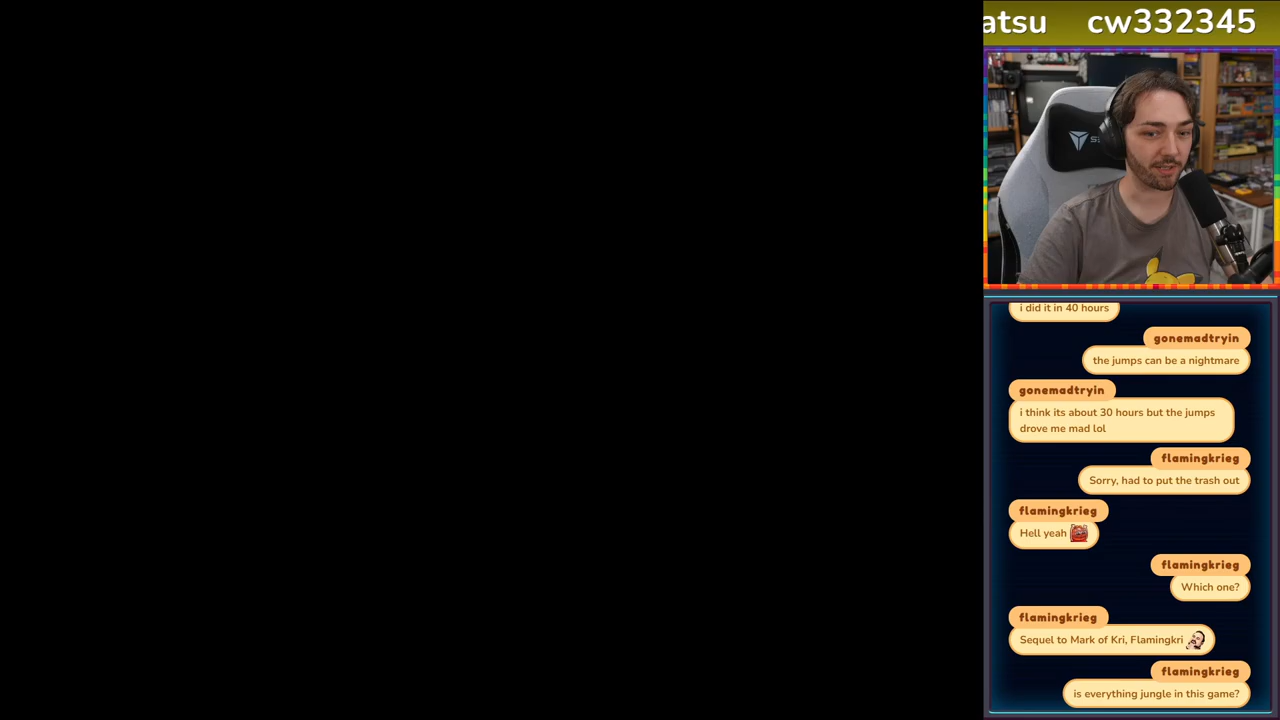 atsu cw332345
i did it in 40 hours
gonemadtryin
the jumps can be a nightmare
gonemadtryin
i think its about 30 hours but the jumps
drove me mad lol
flamingkrieg
Sorry, had to put the trash out
flamingkrieg
Hell yeah
flamingkrieg
Which one?
flamingkrieg
Sequel to Mark of Kri, Flamingkri
flamingkrieg
is everything jungle in this game?